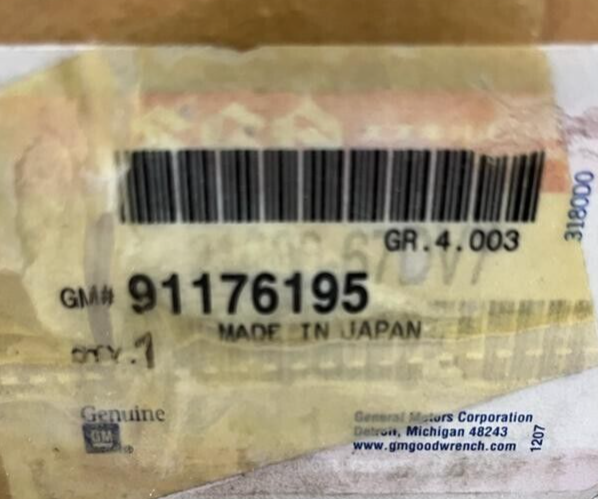 GR.4.003
318000
GM# 91176195
MADE IN JAPAN
QTY. 1
Genuine
GM
General Motors Corporation
Detroit, Michigan 48243
www.gmgoodwrench.com
1207